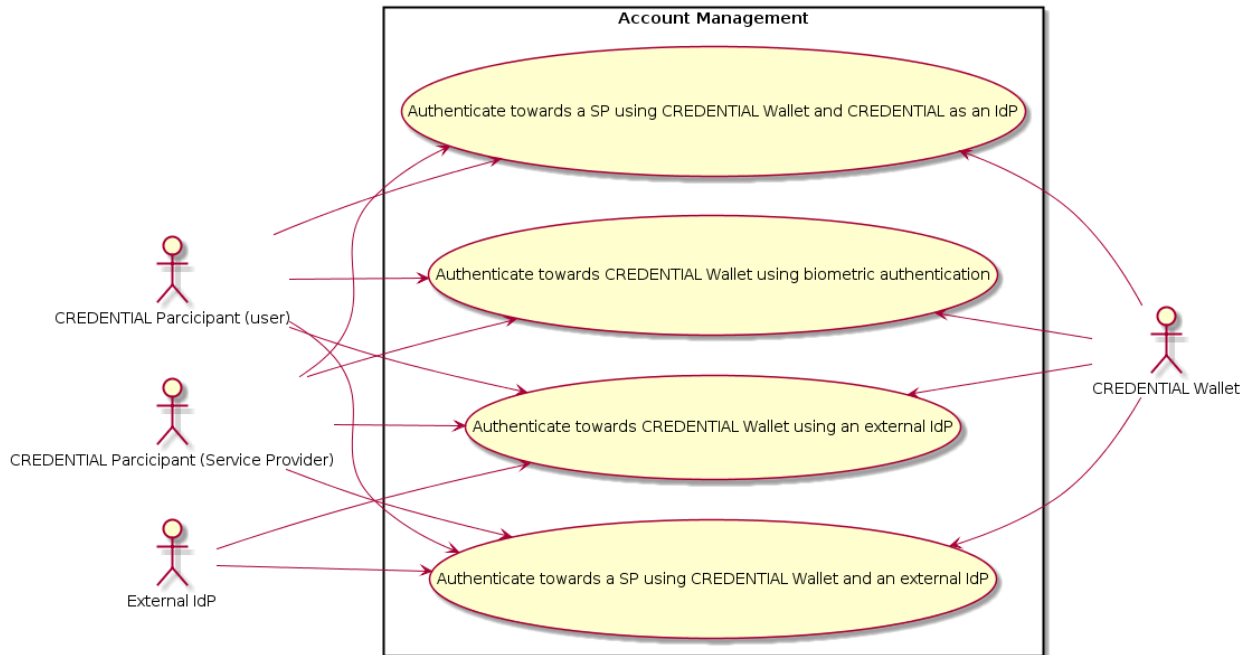 Account Management
Authenticate towards a SP using CREDENTIAL Wallet and CREDENTIAL as an IdP
Authenticate towards CREDENTIAL Wallet using biometric authentication
CREDENTIAL Parcicipant (user)
CREDENTIAL Wallet
Authenticate towards CREDENTIAL Wallet using an external IdP
CREDENTIAL Parcicipant (Service Provider)
Authenticate towards a SP using CREDENTIAL Wallet and an external IdP
External IdP